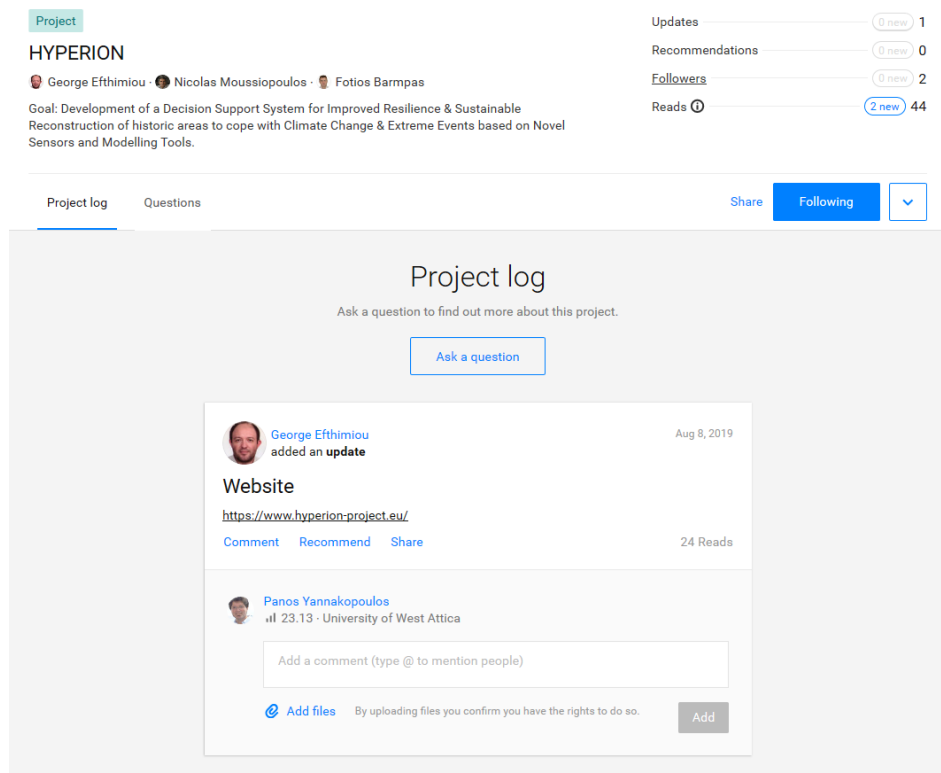 Project
HYPERION
George Efthimiou · Nicolas Moussiopoulos · Fotios Barmpas
Goal: Development of a Decision Support System for Improved Resilience & Sustainable
Reconstruction of historic areas to cope with Climate Change & Extreme Events based on Novel
Sensors and Modelling Tools.
Updates 0 new 1
Recommendations 0 new 0
Followers 0 new 2
Reads 2 new 44
Project log Questions
Share Following
Project log
Ask a question to find out more about this project.
Ask a question
George Efthimiou Aug 8, 2019
added an update
Website
https://www.hyperion-project.eu/
Comment Recommend Share 24 Reads
Panos Yannakopoulos
23.13 · University of West Attica
Add a comment (type @ to mention people)
Add files By uploading files you confirm you have the rights to do so. Add